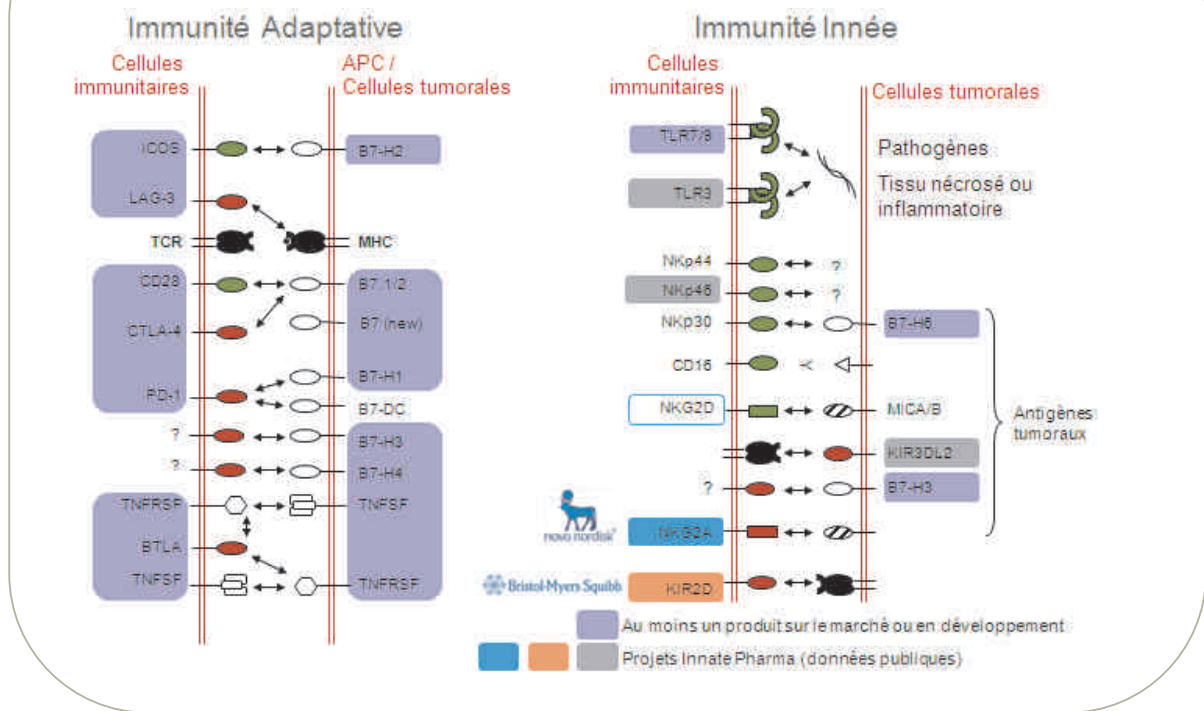 Immunité Adaptative
Cellules
immunitaires
APC /
Cellules tumorales
ICOS
B7-H2
LAG-3
TCR
MHC
CD28
B7.1/2
CTLA-4
B7 (new)
B7-H1
PD-1
B7-DC
?
B7-H3
?
B7-H4
TNFRSF
TNFSF
BTLA
TNFSF
TNFRSF
Immunité Innée
Cellules
immunitaires
Cellules tumorales
TLR7/9
Pathogènes
TLR3
Tissu nécrosé ou
inflammatoire
NKp44
?
NKp46
?
NKp30
B7-H6
CD16
NKG2D
MICA/B
Antigènes
tumoraux
KIR3DL2
?
B7-H3
novo nordisk®
NKG2A
Bristol-Myers Squibb
KIR2D
Au moins un produit sur le marché ou en développement
Projets Innate Pharma (données publiques)